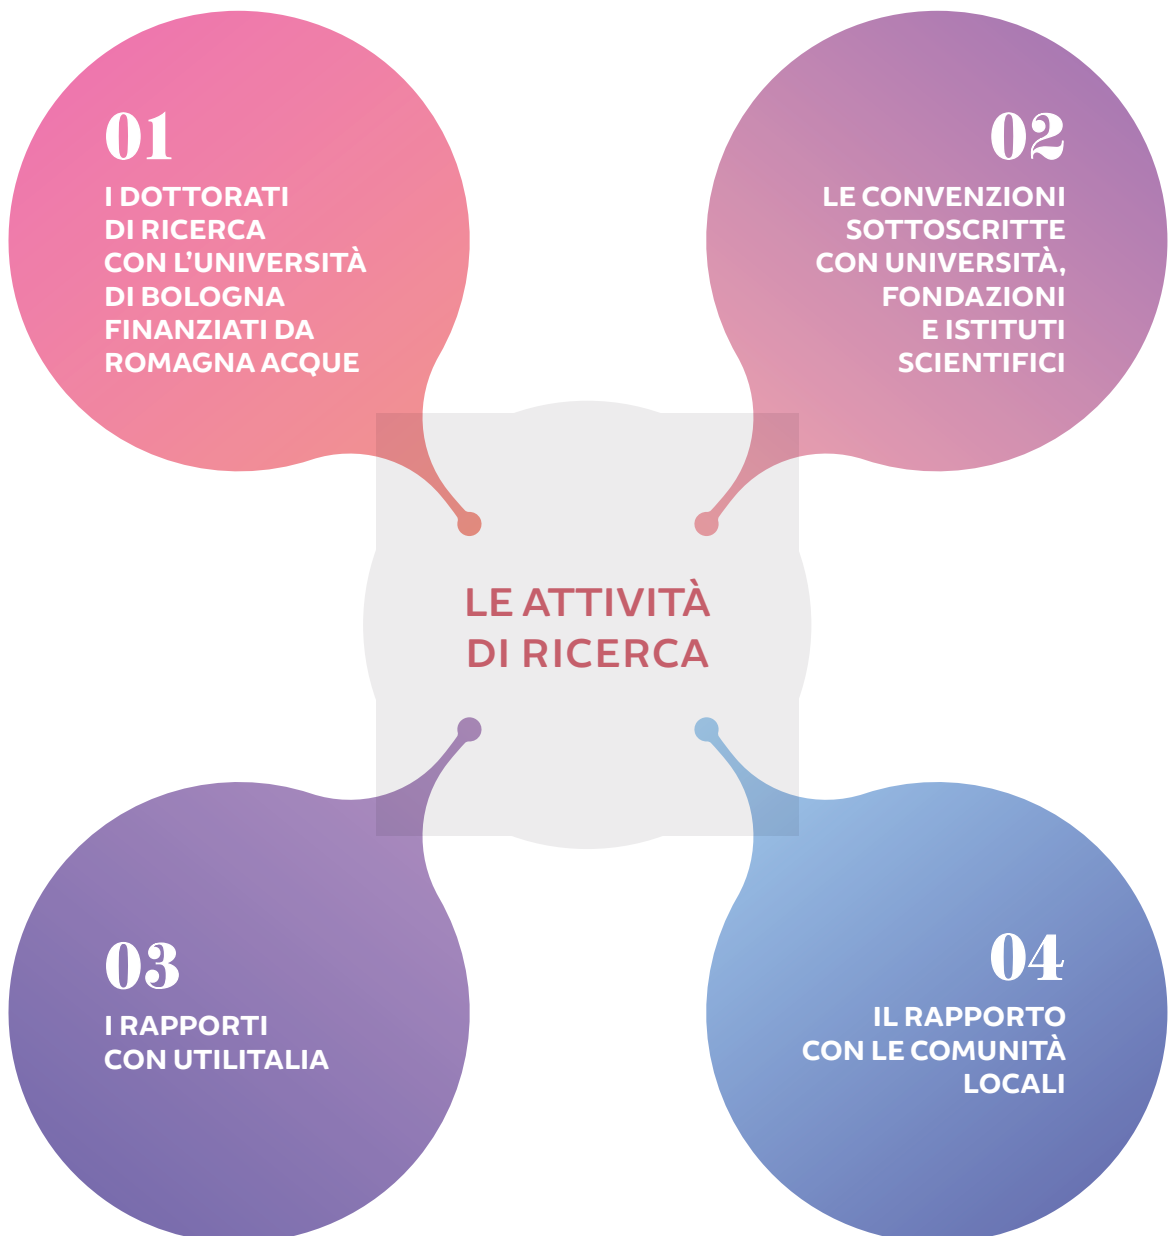 01
I DOTTORATI
DI RICERCA
CON L'UNIVERSITÀ
DI BOLOGNA
FINANZIATI DA
ROMAGNA ACQUE
02
LE CONVENZIONI
SOTTOSCRITTE
CON UNIVERSITÀ,
FONDAZIONI
E ISTITUTI
SCIENTIFICI
LE ATTIVITÀ
DI RICERCA
03
I RAPPORTI
CON UTILITALIA
04
IL RAPPORTO
CON LE COMUNITÀ
LOCALI